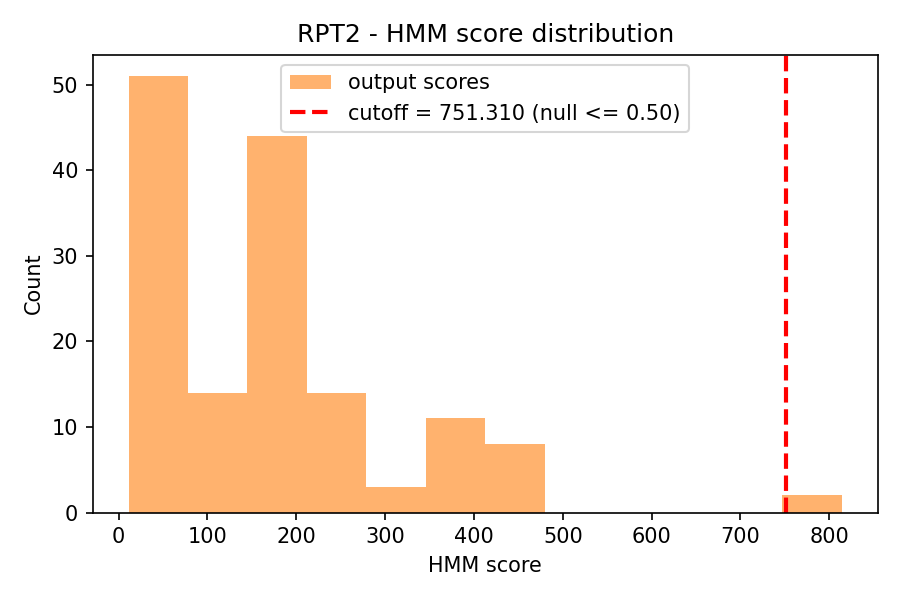 RPT2 - HMM score distribution
output scores
cutoff = 751.310 (null <= 0.50)
Count
50
40
30
20
10
0
0 100 200 300 400 500 600 700 800
HMM score